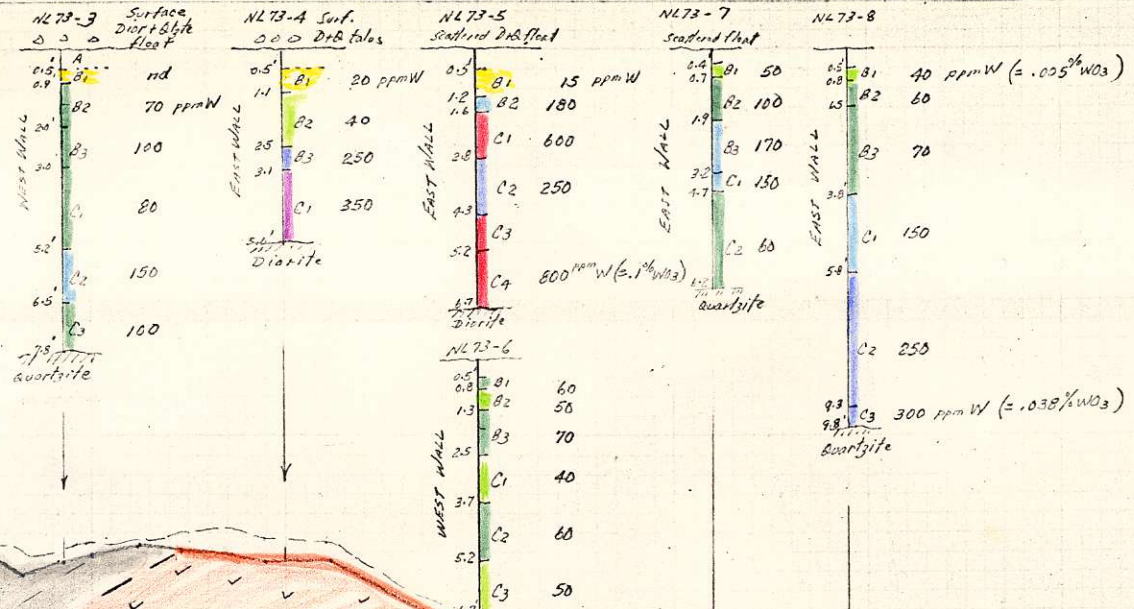 NL73-3
Surface
Dior + Qtzte
float
WEST WALL
A
0.5' B1 nd
0.9
B2 70 ppmW
2.0'
B3 100
3.0
C1 80
5.2'
C2 150
6.5'
C3 100
7.8'
Quartzite
NL73-4 Surf.
D+Q talus
EAST WALL
0.5' B1 20 ppmW
1.1
B2 40
2.5
B3 250
3.1
C1 350
Diorite
NL73-5
Scattered D+Q float
EAST WALL
0.5' B1 15 ppmW
1.2 B2 180
1.6
C1 600
2.8
C2 250
4.3
C3
5.2
C4 800 ppm W (=.1% WO3)
6.7
Diorite
NL73-6
WEST WALL
0.5' B1 60
0.8 B2 50
1.3
B3 70
2.5
C1 40
3.7
C2 60
5.2
C3 50
NL73-7
Scattered float
EAST WALL
0.4 B1 50
0.7
B2 100
1.9
B3 170
3.2
C1 150
4.7
C2 60
Quartzite
NL73-8
EAST WALL
0.5' B1 40 ppmW (=.005% WO3)
0.8 B2 60
1.5
B3 70
3.8'
C1 150
5.8'
C2 250
9.3
C3 300 ppm W (=.038% WO3)
9.8'
Quartzite